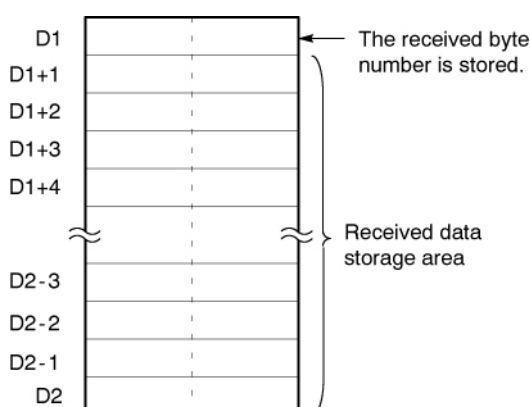 D1
The received byte
number is stored.
D1+1
D1+2
D1+3
D1+4
Received data
storage area
D2-3
D2-2
D2-1
D2